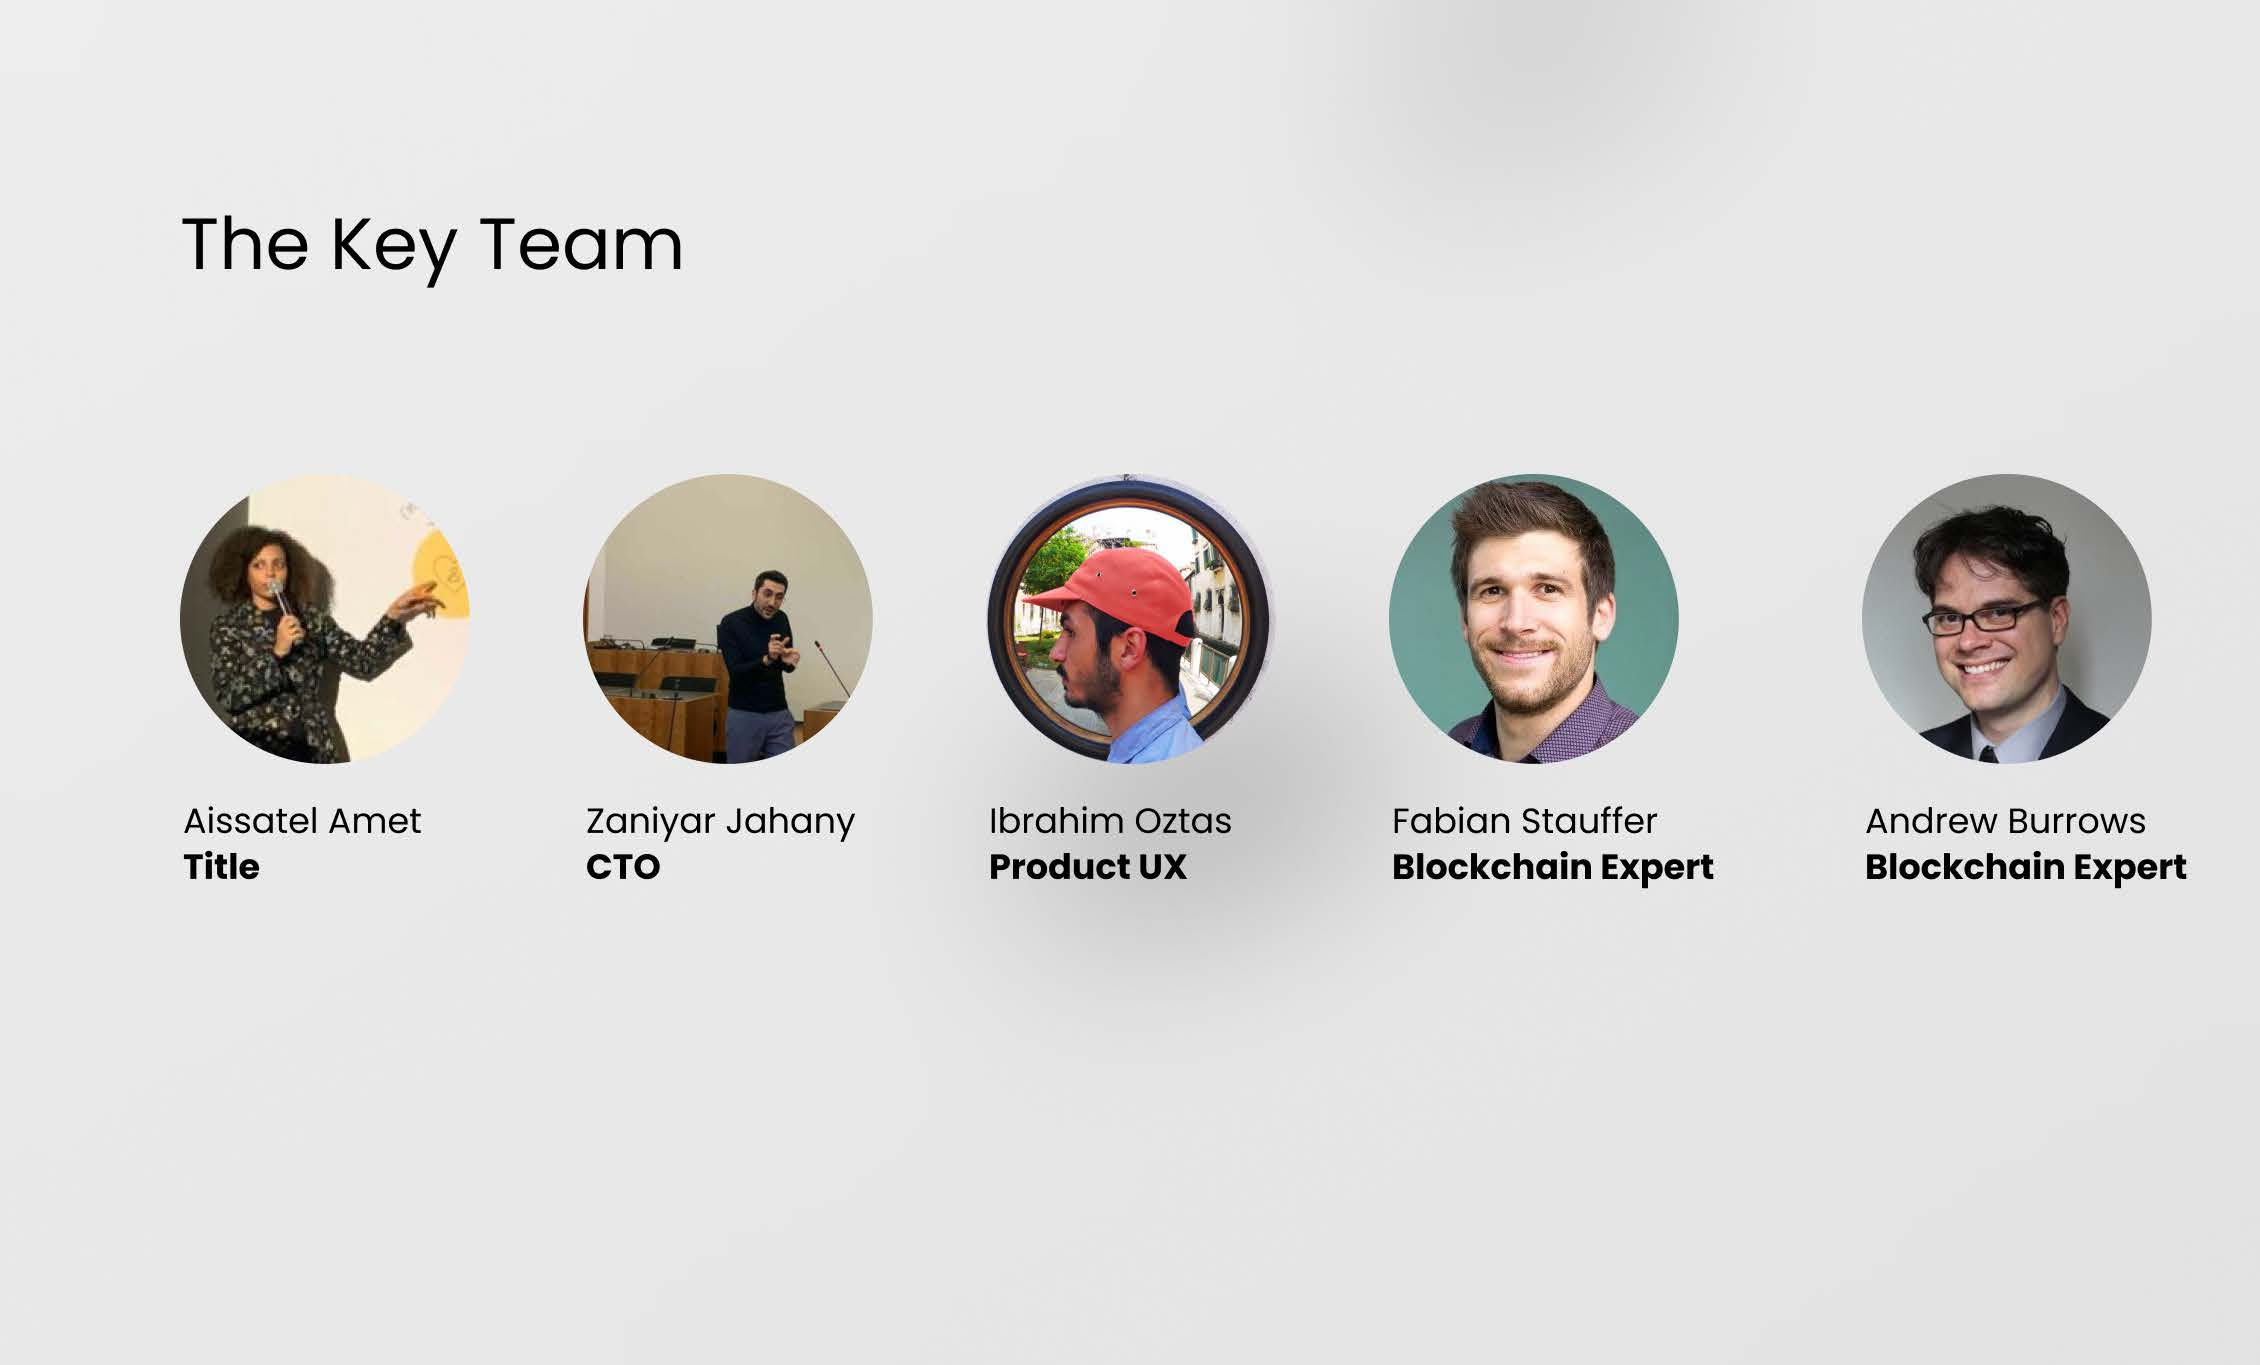 The Key Team
Aissatel Amet
Title
Zaniyar Jahany
CTO
Ibrahim Oztas
Product UX
Fabian Stauffer
Blockchain Expert
Andrew Burrows
Blockchain Expert